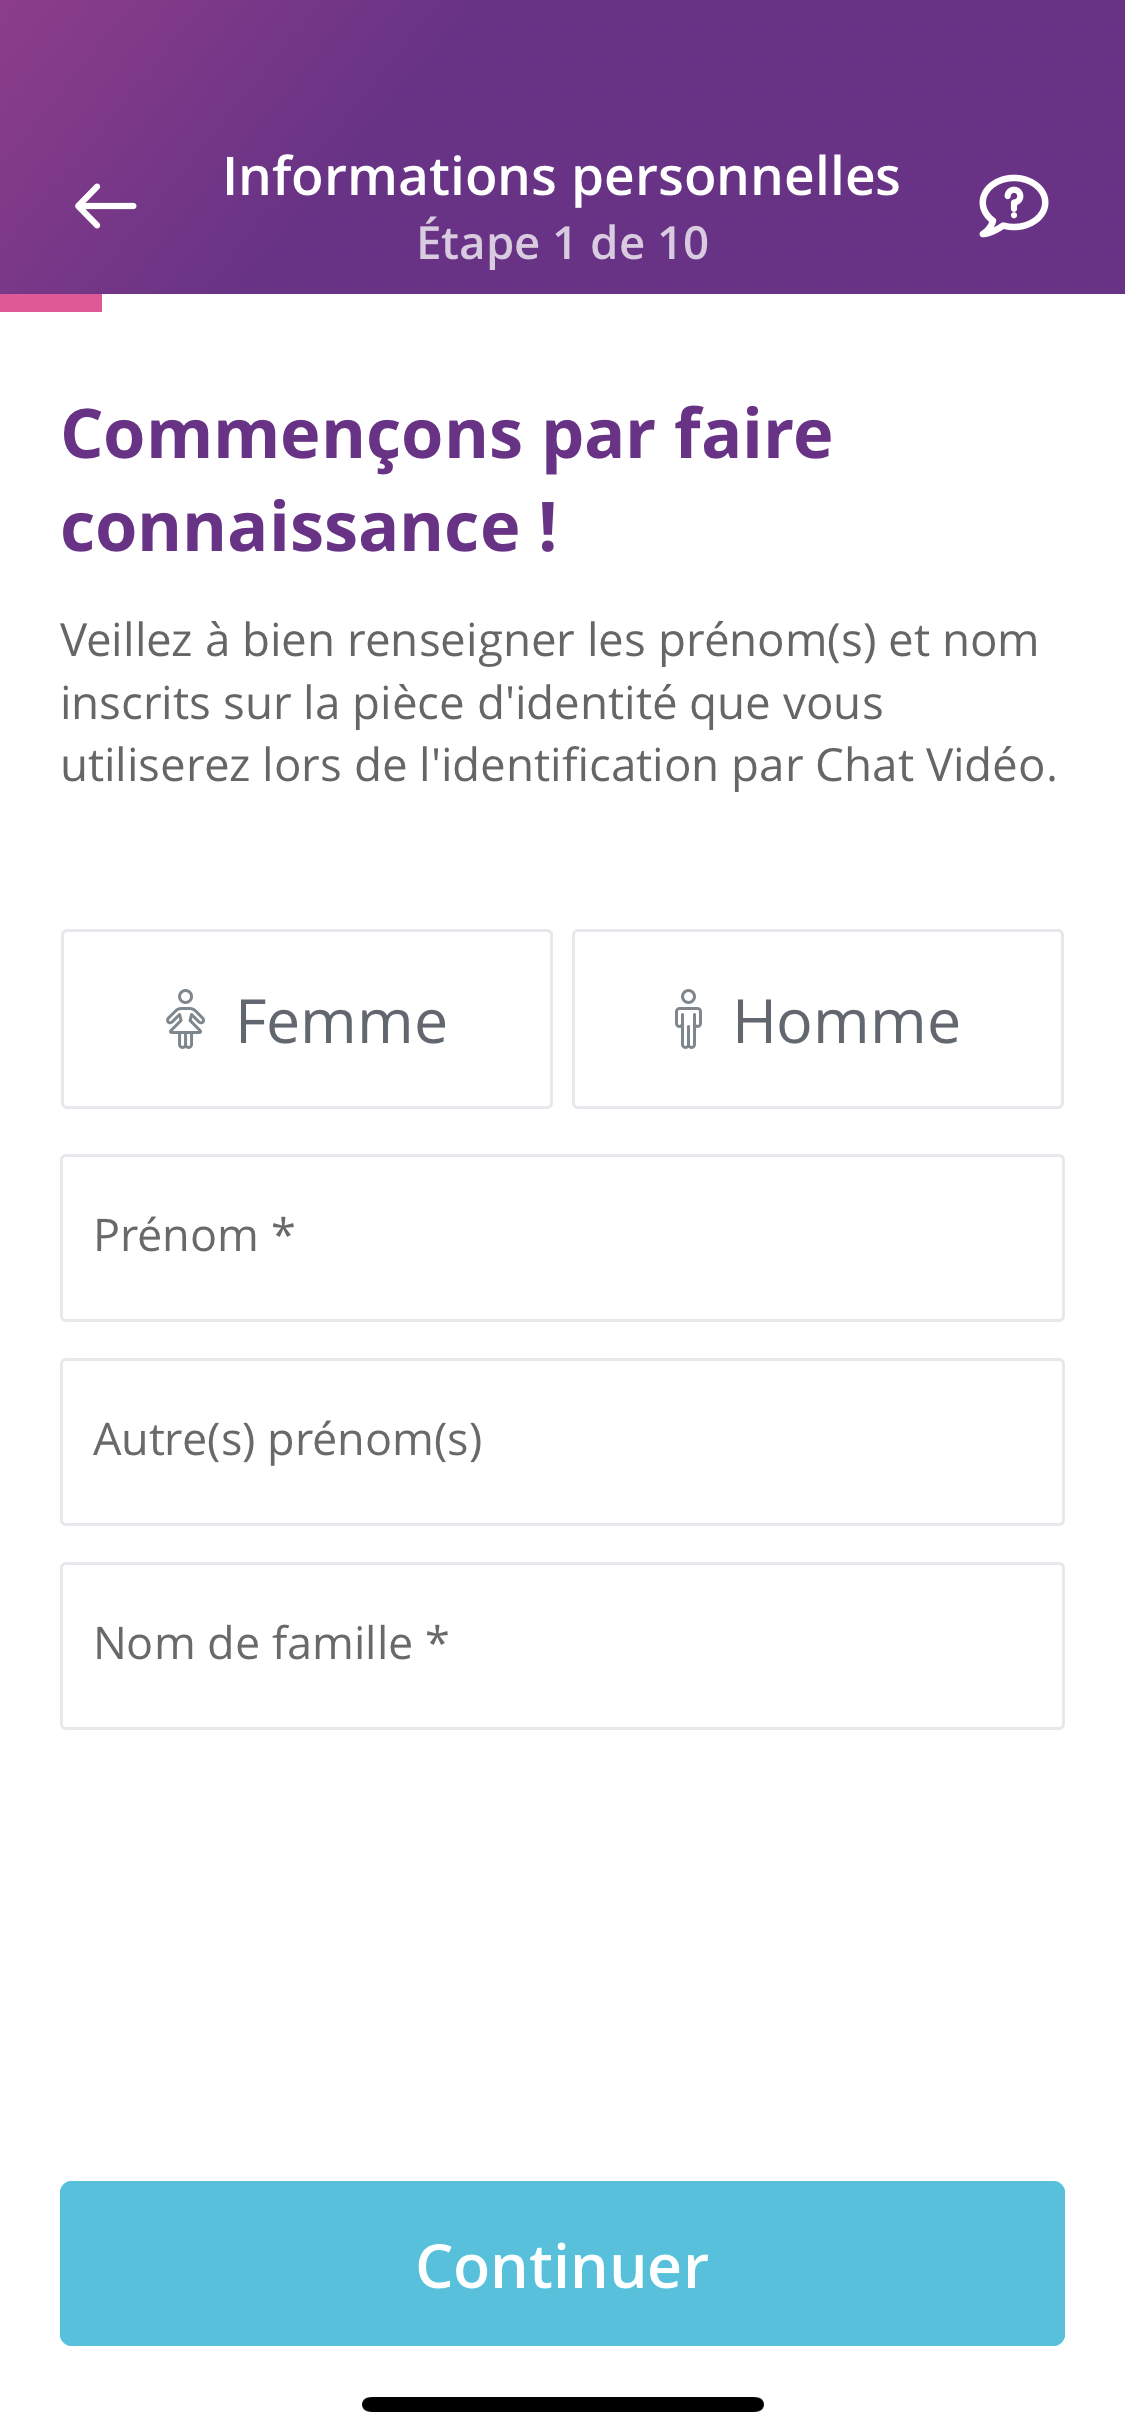 Informations personnelles
Étape 1 de 10
Commençons par faire
connaissance !
Veillez à bien renseigner les prénom(s) et nom
inscrits sur la pièce d'identité que vous
utiliserez lors de l'identification par Chat Vidéo.
Femme
Homme
Prénom *
Autre(s) prénom(s)
Nom de famille *
Continuer